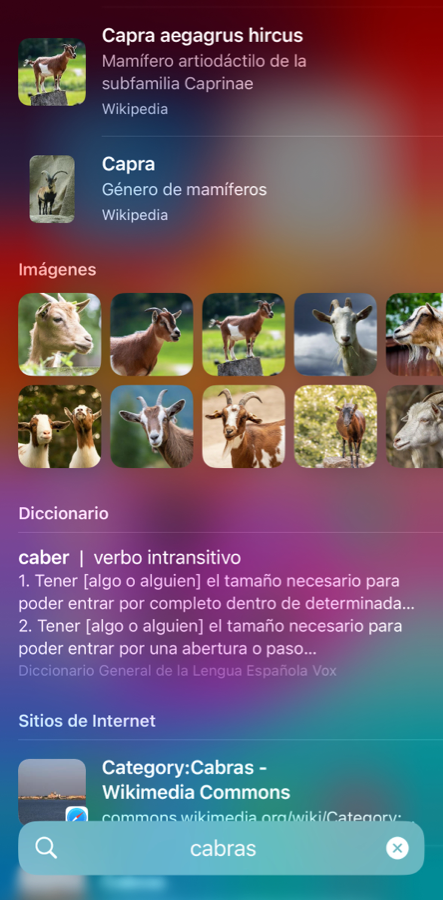 Capra aegagrus hircus
Mamífero artiodáctilo de la
subfamilia Caprinae
Wikipedia
Capra
Género de mamíferos
Wikipedia
Imágenes
Diccionario
caber | verbo intransitivo
1. Tener [algo o alguien] el tamaño necesario para
poder entrar por completo dentro de determinada...
2. Tener [algo o alguien] el tamaño necesario para
poder entrar por una abertura o paso...
Diccionario General de la Lengua Española Vox
Sitios de Internet
Category:Cabras -
Wikimedia Commons
commons.wikimedia.org/wiki/Category:...
cabras